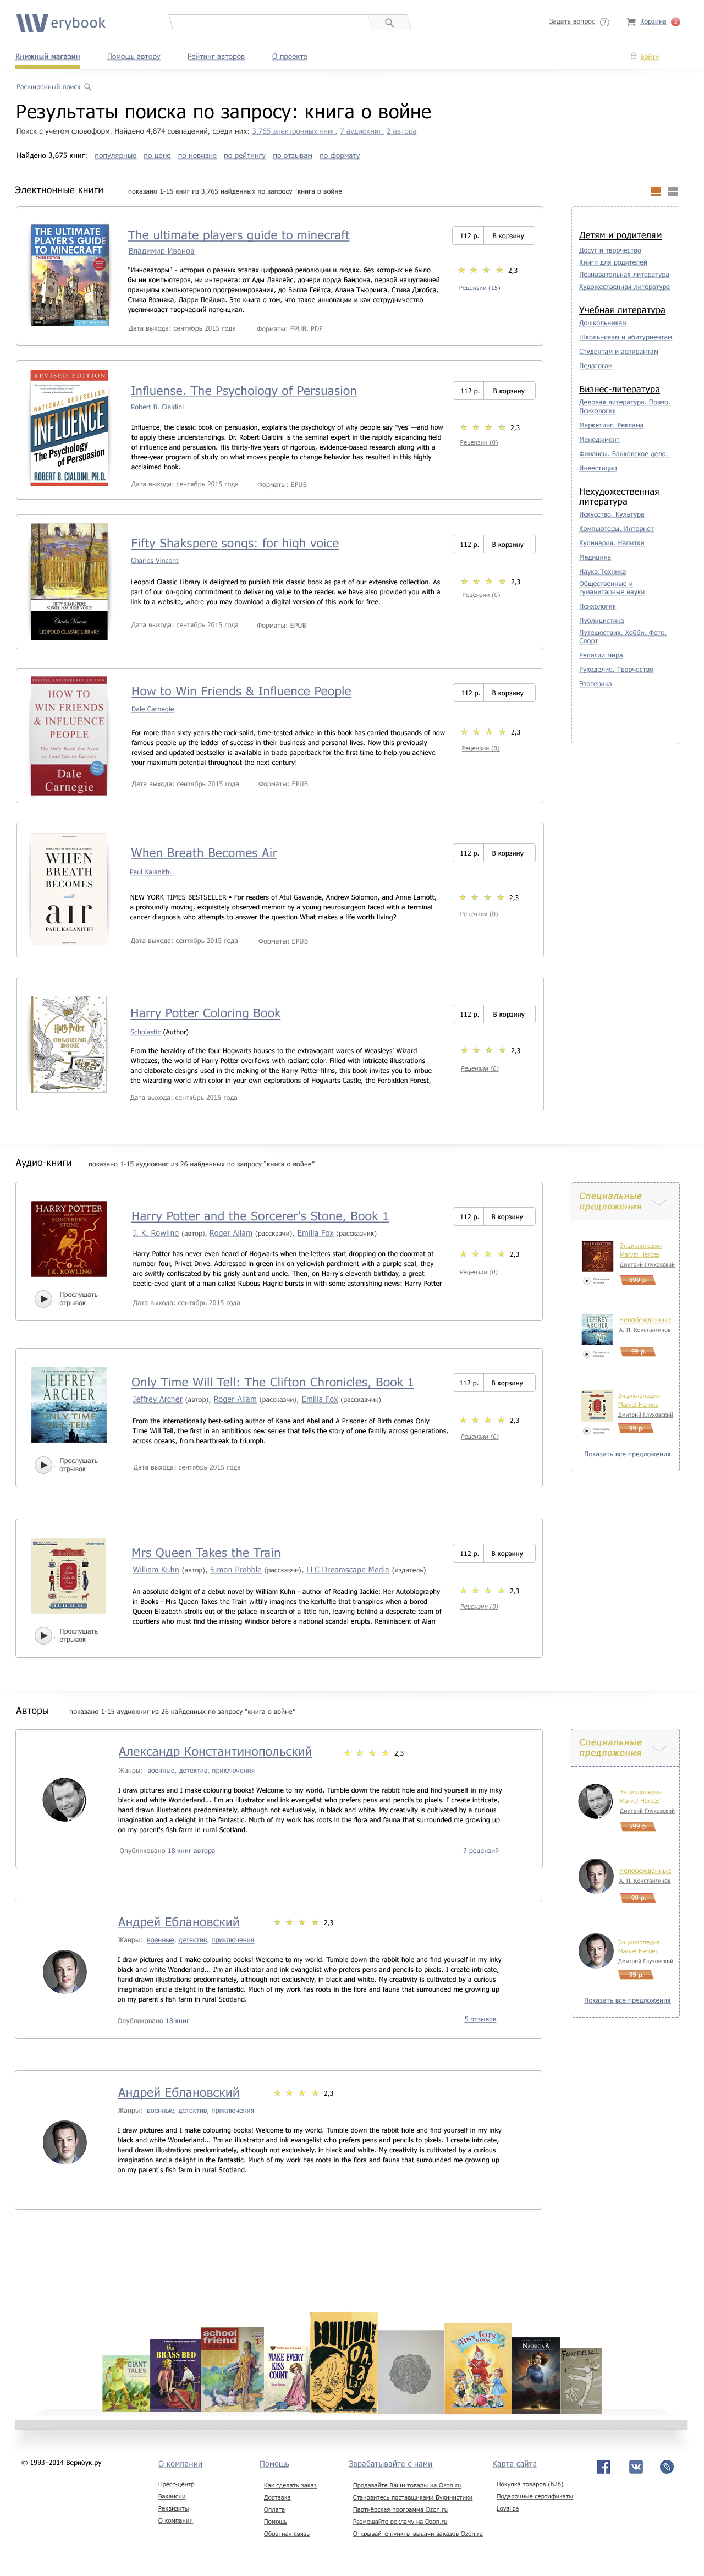 Werybook
Задать вопрос ?
Корзина 2
Книжный магазин
Помощь автору
Рейтинг авторов
О проекте
Войти
Расширенный поиск
Результаты поиска по запросу: книга о войне
Поиск с учетом словоформ. Найдено 4,874 совпадений, среди них: 3,765 электронных книг, 7 аудиокниг, 2 автора
Найдено 3,675 книг: популярные по цене по новизне по рейтингу по отзывам по формату
Электнонные книги
показано 1-15 книг из 3,765 найденных по запросу "книга о войне
THE ULTIMATE
PLAYER'S GUIDE
TO MINECRAFT
THIRD EDITION
The ultimate players guide to minecraft
Владимир Иванов
"Инноваторы" - история о разных этапах цифровой революции и людях, без которых не было
бы ни компьютеров, ни интернета: от Ады Лавлейс, дочери лорда Байрона, первой нащупавшей
принципы компьютерного программирования, до Билла Гейтса, Алана Тьюринга, Стива Джобса,
Стива Возняка, Ларри Пейджа. Это книга о том, что такое инновации и как сотрудничество
увеличивает творческий потенциал.
Дата выхода: сентябрь 2015 года
Форматы: EPUB, PDF
112 р. В корзину
2,3
Рецензии (15)
REVISED EDITION
NATIONAL BESTSELLER
INFLUENCE
The Psychology
of Persuasion
ROBERT B. CIALDINI, PH.D.
Influense. The Psychology of Persuasion
Robert B. Cialdini
Influence, the classic book on persuasion, explains the psychology of why people say "yes"—and how
to apply these understandings. Dr. Robert Cialdini is the seminal expert in the rapidly expanding field
of influence and persuasion. His thirty-five years of rigorous, evidence-based research along with a
three-year program of study on what moves people to change behavior has resulted in this highly
acclaimed book.
Дата выхода: сентябрь 2015 года
Форматы: EPUB
112 р. В корзину
2,3
Рецензии (0)
FIFTY SHAKSPERE
SONGS: FOR HIGH VOICE
Charles Vincent
LEOPOLD CLASSIC LIBRARY
Fifty Shakspere songs: for high voice
Charles Vincent
Leopold Classic Library is delighted to publish this classic book as part of our extensive collection. As
part of our on-going commitment to delivering value to the reader, we have also provided you with a
link to a website, where you may download a digital version of this work for free.
Дата выхода: сентябрь 2015 года
Форматы: EPUB
112 р. В корзину
2,3
Рецензии (0)
SPECIAL ANNIVERSARY EDITION
HOW TO
WIN FRIENDS
& INFLUENCE
PEOPLE
The Only Book You Need
to Lead You to Success
Dale
Carnegie
How to Win Friends & Influence People
Dale Carnegie
For more than sixty years the rock-solid, time-tested advice in this book has carried thousands of now
famous people up the ladder of success in their business and personal lives. Now this previously
revised and updated bestseller is available in trade paperback for the first time to help you achieve
your maximum potential throughout the next century!
Дата выхода: сентябрь 2015 года
Форматы: EPUB
112 р. В корзину
2,3
Рецензии (0)
WHEN
BREATH
BECOMES
air
PAUL KALANITHI
When Breath Becomes Air
Paul Kalanithi
NEW YORK TIMES BESTSELLER • For readers of Atul Gawande, Andrew Solomon, and Anne Lamott,
a profoundly moving, exquisitely observed memoir by a young neurosurgeon faced with a terminal
cancer diagnosis who attempts to answer the question What makes a life worth living?
Дата выхода: сентябрь 2015 года
Форматы: EPUB
112 р. В корзину
2,3
Рецензии (0)
Harry Potter
COLORING BOOK
Harry Potter Coloring Book
Scholastic (Author)
From the heraldry of the four Hogwarts houses to the extravagant wares of Weasleys' Wizard
Wheezes, the world of Harry Potter overflows with radiant color. Filled with intricate illustrations
and elaborate designs used in the making of the Harry Potter films, this book invites you to imbue
the wizarding world with color in your own explorations of Hogwarts Castle, the Forbidden Forest,
Дата выхода: сентябрь 2015 года
112 р. В корзину
2,3
Рецензии (0)
Детям и родителям
Досуг и творчество
Книги для родителей
Познавательная литература
Художественная литература
Учебная литература
Дошкольникам
Школьникам и абитуриентам
Студентам и аспирантам
Педагогам
Бизнес-литература
Деловая литература. Право.
Психология
Маркетинг. Реклама
Менеджмент
Финансы. Банковское дело.
Инвестиции
Нехудожественная
литература
Искусство. Культура
Компьютеры. Интернет
Кулинария. Напитки
Медицина
Наука.Техника
Общественные и
гуманитарные науки
Психология
Публицистика
Путешествия. Хобби. Фото.
Спорт
Религии мира
Рукоделие. Творчество
Эзотерика
Аудио-книги
показано 1-15 аудиокниг из 26 найденных по запросу "книга о войне"
HARRY POTTER
AND THE
SORCERER'S
STONE
J.K. ROWLING
Прослушать
отрывок
Harry Potter and the Sorcerer's Stone, Book 1
J. K. Rowling (автор), Roger Allam (рассказчи), Emilia Fox (рассказчик)
Harry Potter has never even heard of Hogwarts when the letters start dropping on the doormat at
number four, Privet Drive. Addressed in green ink on yellowish parchment with a purple seal, they
are swiftly confiscated by his grisly aunt and uncle. Then, on Harry's eleventh birthday, a great
beetle-eyed giant of a man called Rubeus Hagrid bursts in with some astonishing news: Harry Potter
Дата выхода: сентябрь 2015 года
112 р. В корзину
2,3
Рецензии (0)
JEFFREY
ARCHER
ONLY TIME
WILL TELL
Прослушать
отрывок
Only Time Will Tell: The Clifton Chronicles, Book 1
Jeffrey Archer (автор), Roger Allam (рассказчи), Emilia Fox (рассказчик)
From the internationally best-selling author of Kane and Abel and A Prisoner of Birth comes Only
Time Will Tell, the first in an ambitious new series that tells the story of one family across generations,
across oceans, from heartbreak to triumph.
Дата выхода: сентябрь 2015 года
112 р. В корзину
2,3
Рецензии (0)
Прослушать
отрывок
Mrs Queen Takes the Train
William Kuhn (автор), Simon Prebble (рассказчи), LLC Dreamscape Media (издатель)
An absolute delight of a debut novel by William Kuhn - author of Reading Jackie: Her Autobiography
in Books - Mrs Queen Takes the Train wittily imagines the kerfuffle that transpires when a bored
Queen Elizabeth strolls out of the palace in search of a little fun, leaving behind a desperate team of
courtiers who must find the missing Windsor before a national scandal erupts. Reminiscent of Alan
112 р. В корзину
2,3
Рецензии (0)
Специальные
предложения
Энциклопедия
Marvel Heroes
Дмитрий Глуховский
599 р.
Непобежденные
А. П. Константинов
99 р.
Энциклопедия
Marvel Heroes
Дмитрий Глуховский
99 р.
Показать все предложения
Авторы
показано 1-15 аудиокниг из 26 найденных по запросу "книга о войне"
Александр Константинопольский
2,3
Жанры: военные, детектив, приключения
I draw pictures and I make colouring books! Welcome to my world. Tumble down the rabbit hole and find yourself in my inky
black and white Wonderland... I'm an illustrator and ink evangelist who prefers pens and pencils to pixels. I create intricate,
hand drawn illustrations predominately, although not exclusively, in black and white. My creativity is cultivated by a curious
imagination and a delight in the fantastic. Much of my work has roots in the flora and fauna that surrounded me growing up
on my parent's fish farm in rural Scotland.
Опубликовано 18 книг автора
7 рецензий
Андрей Еблановский
2,3
Жанры: военные, детектив, приключения
I draw pictures and I make colouring books! Welcome to my world. Tumble down the rabbit hole and find yourself in my inky
black and white Wonderland... I'm an illustrator and ink evangelist who prefers pens and pencils to pixels. I create intricate,
hand drawn illustrations predominately, although not exclusively, in black and white. My creativity is cultivated by a curious
imagination and a delight in the fantastic. Much of my work has roots in the flora and fauna that surrounded me growing up
on my parent's fish farm in rural Scotland.
Опубликовано 18 книг
5 отзывов
Андрей Еблановский
2,3
Жанры: военные, детектив, приключения
I draw pictures and I make colouring books! Welcome to my world. Tumble down the rabbit hole and find yourself in my inky
black and white Wonderland... I'm an illustrator and ink evangelist who prefers pens and pencils to pixels. I create intricate,
hand drawn illustrations predominately, although not exclusively, in black and white. My creativity is cultivated by a curious
imagination and a delight in the fantastic. Much of my work has roots in the flora and fauna that surrounded me growing up
on my parent's fish farm in rural Scotland.
Специальные
предложения
Энциклопедия
Marvel Heroes
Дмитрий Глуховский
599 р.
Непобежденные
А. П. Константинов
99 р.
Энциклопедия
Marvel Heroes
Дмитрий Глуховский
99 р.
Показать все предложения
GIANT
TALES
THE
BRASS BED
school
friend
MAKE EVERY
KISS
COUNT
BOUILLON
TINY TOTS
© 1993–2014 Верибук.ру
О компании
Пресс-центр
Вакансии
Реквизиты
О компании
Помощь
Как сделать заказ
Доставка
Оплата
Помощь
Обратная связь
Зарабатывайте с нами
Продавайте Ваши товары на Ozon.ru
Становитесь поставщиками Букинистики
Партнёрская программа Ozon.ru
Размещайте рекламу на Ozon.ru
Открывайте пункты выдачи заказов Ozon.ru
Карта сайта
Покупка товаров (b2b)
Подарочные сертификаты
Loyalica